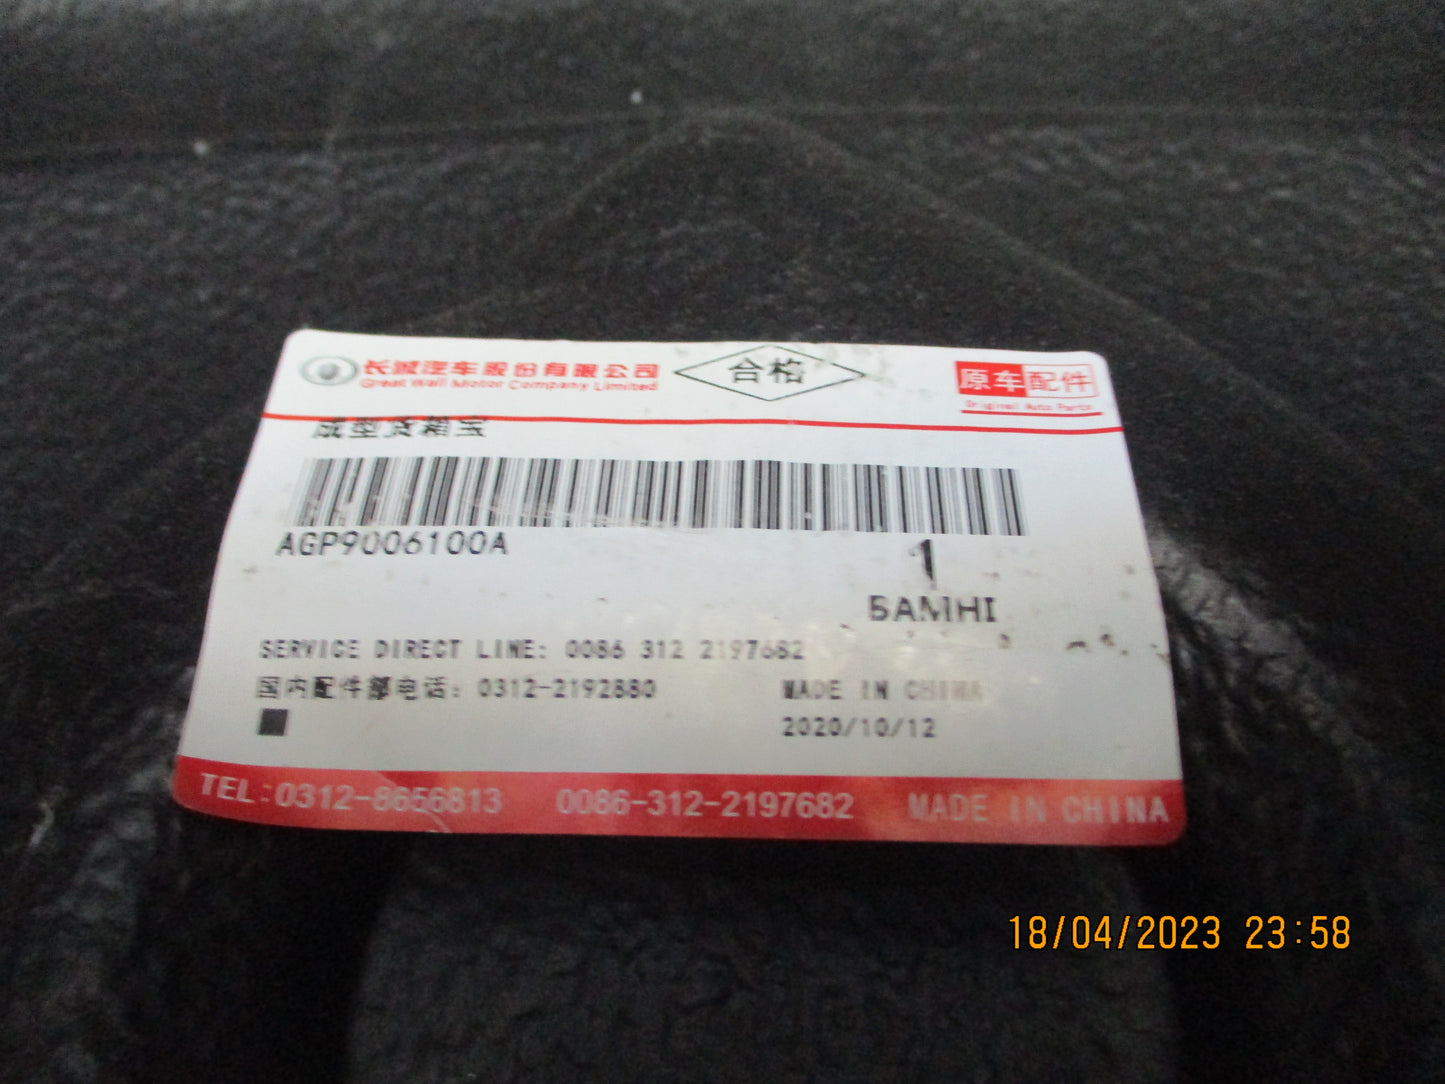 长城汽车股份有限公司
Great Wall Motor Company Limited
合格
原车配件
Original Auto Parts
成型货箱宝
AGP9006100A
1
5AMHI
SERVICE DIRECT LINE: 0086 312 2197682
国内配件部电话: 0312-2192880
MADE IN CHINA
2020/10/12
TEL:0312-8656813 0086-312-2197682 MADE IN CHINA
18/04/2023 23:58